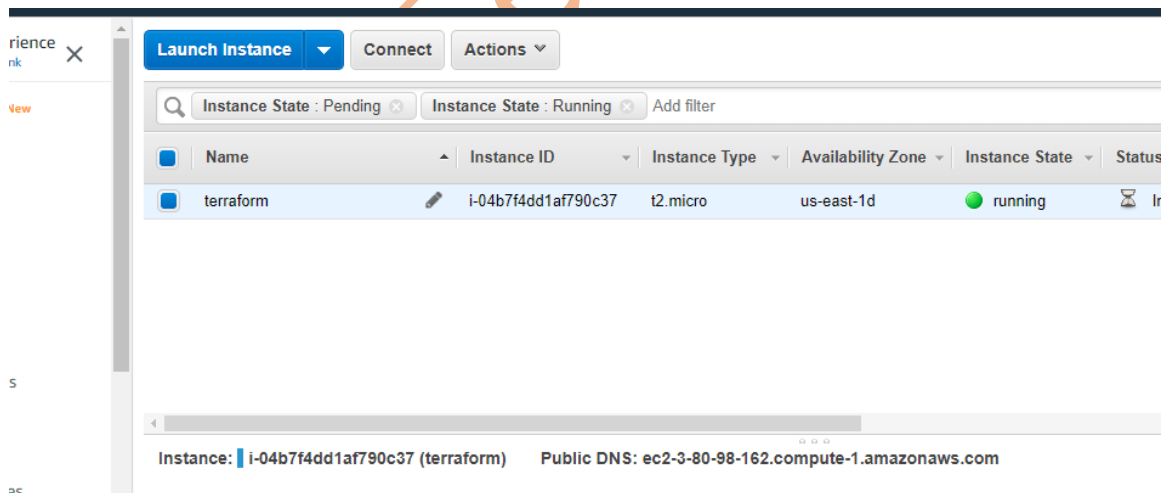 rience
nk
New
s
as
Launch Instance Connect Actions
Instance State : Pending Instance State : Running Add filter
Name Instance ID Instance Type Availability Zone Instance State Status
terraform i-04b7f4dd1af790c37 t2.micro us-east-1d running In
Instance: i-04b7f4dd1af790c37 (terraform) Public DNS: ec2-3-80-98-162.compute-1.amazonaws.com